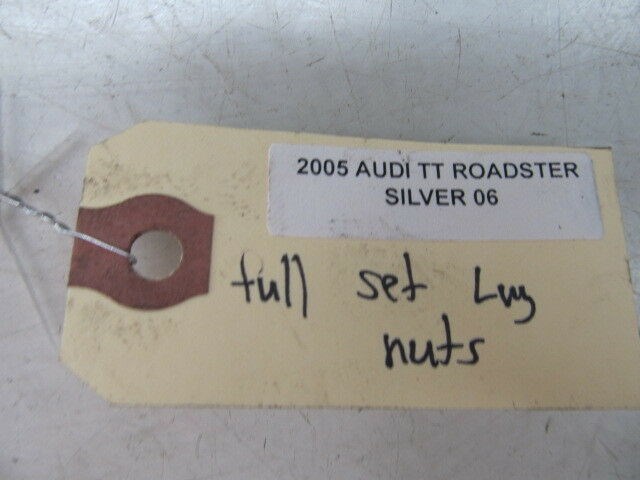 2005 AUDI TT ROADSTER
SILVER 06
full set Lug
nuts